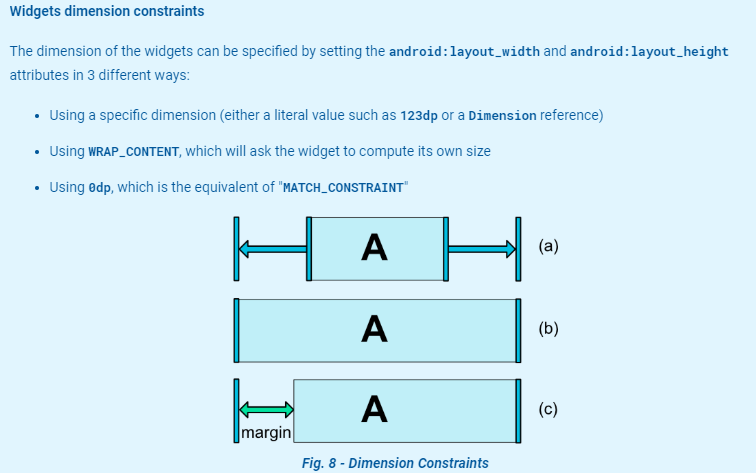 Widgets dimension constraints
The dimension of the widgets can be specified by setting the android:layout_width and android:layout_height
attributes in 3 different ways:
• Using a specific dimension (either a literal value such as 123dp or a Dimension reference)
• Using WRAP_CONTENT, which will ask the widget to compute its own size
• Using 0dp, which is the equivalent of "MATCH_CONSTRAINT"
A (a)
A (b)
A (c)
margin
Fig. 8 - Dimension Constraints